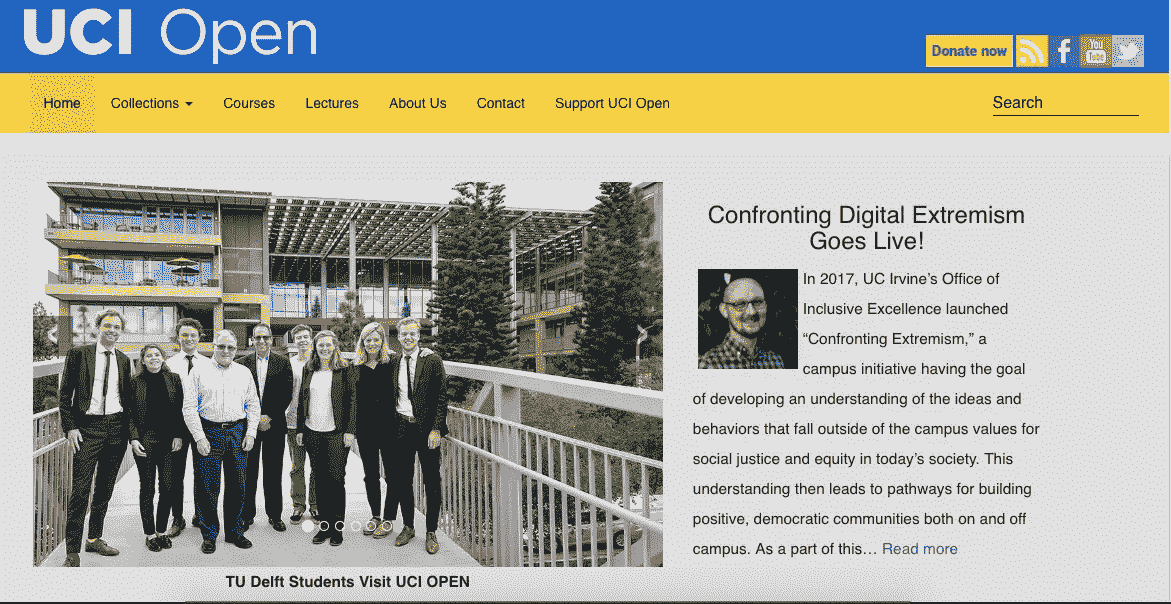 UCI Open
Donate now
You
Tube
Home Collections Courses Lectures About Us Contact Support UCI Open Search
Confronting Digital Extremism
Goes Live!
In 2017, UC Irvine’s Office of
Inclusive Excellence launched
“Confronting Extremism,” a
campus initiative having the goal
of developing an understanding of the ideas and
behaviors that fall outside of the campus values for
social justice and equity in today’s society. This
understanding then leads to pathways for building
positive, democratic communities both on and off
campus. As a part of this… Read more
TU Delft Students Visit UCI OPEN